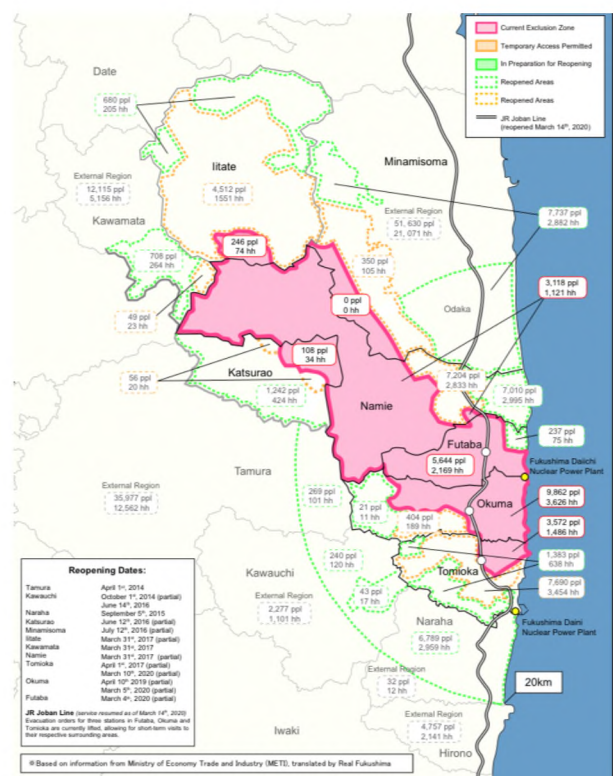 Current Exclusion Zone
Temporary Access Permitted
In Preparation for Reopening
Reopened Areas
Reopened Areas
JR Joban Line
(reopened March 14th, 2020)
Date
680 ppl
205 hh
Iitate
Minamisoma
External Region
12,115 ppl
5,156 hh
4,512 ppl
1551 hh
Kawamata
External Region
51, 630 ppl
21, 071 hh
7,737 ppl
2,882 hh
246 ppl
74 hh
708 ppl
264 hh
350 ppl
105 hh
3,118 ppl
1,121 hh
0 ppl
0 hh
Odaka
49 ppl
23 hh
108 ppl
34 hh
Katsurao
56 ppl
20 hh
7,204 ppl
2,833 hh
7,010 ppl
2,995 hh
1,242 ppl
424 hh
Namie
237 ppl
75 hh
Futaba
5,644 ppl
2,169 hh
Fukushima Daiichi
Nuclear Power Plant
Tamura
External Region
35,977 ppl
12,562 hh
269 ppl
101 hh
21 ppl
11 hh
Okuma
9,862 ppl
3,626 hh
404 ppl
189 hh
3,572 ppl
1,486 hh
240 ppl
120 hh
1,383 ppl
638 hh
Tomioka
Kawauchi
43 ppl
17 hh
7,690 ppl
3,454 hh
External Region
2,277 ppl
1,101 hh
Naraha
Fukushima Daini
Nuclear Power Plant
6,789 ppl
2,959 hh
External Region
32 ppl
12 hh
20km
External Region
4,757 ppl
2,141 hh
Iwaki
Hirono
Reopening Dates:
Tamura April 1st, 2014
Kawauchi October 1st, 2014 (partial)
June 14th, 2016
Naraha September 5th, 2015
Katsurao June 12th, 2016 (partial)
Minamisoma July 12th, 2016 (partial)
Iitate March 31st, 2017 (partial)
Kawamata March 31st, 2017
Namie March 31st, 2017 (partial)
Tomioka April 1st, 2017 (partial)
March 10th, 2020 (partial)
Okuma April 10th 2019 (partial)
March 5th, 2020 (partial)
Futaba March 4th, 2020 (partial)
JR Joban Line (service resumed as of March 14th, 2020)
Evacuation orders for three stations in Futaba, Okuma and
Tomioka are currently lifted, allowing for short-term visits to
their respective surrounding areas.
※Based on information from Ministry of Economy Trade and Industry (METI), translated by Real Fukushima